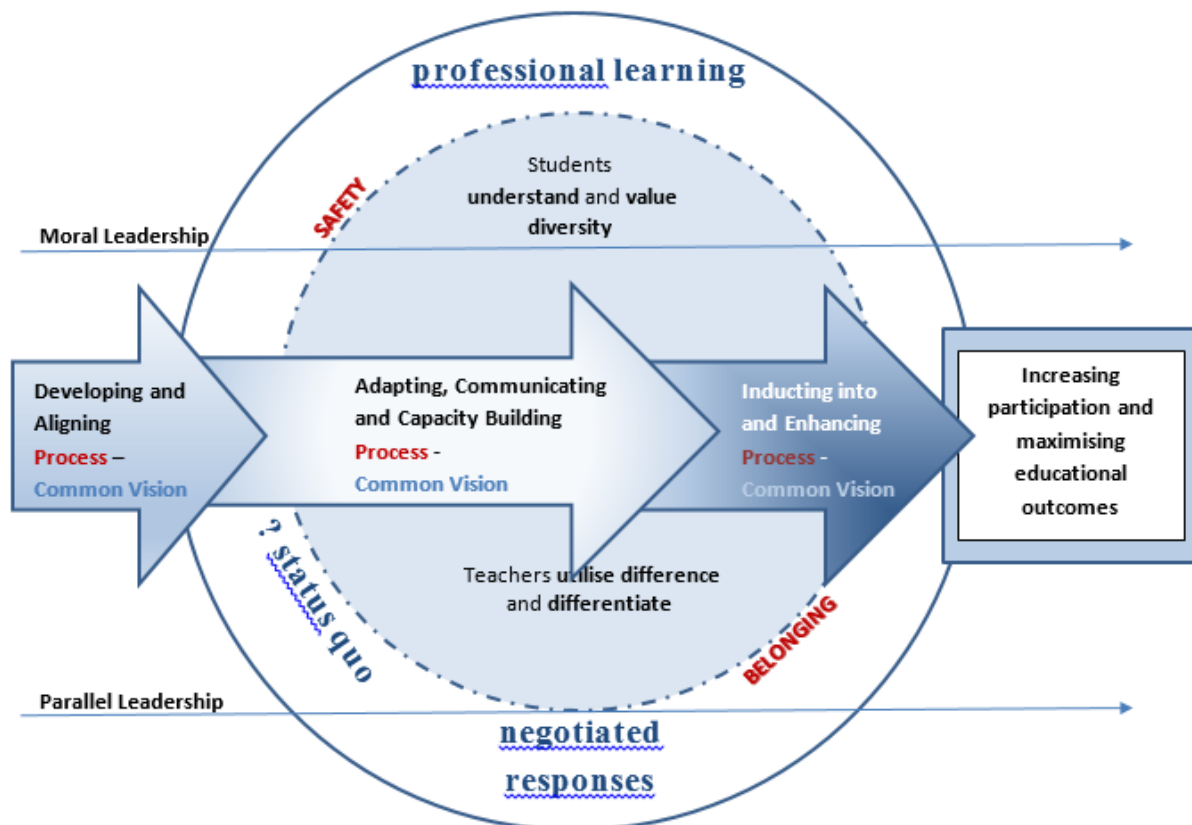 professional learning
Students
understand and value
diversity
SAFETY
Moral Leadership
Developing and
Aligning
Process –
Common Vision
Adapting, Communicating
and Capacity Building
Process -
Common Vision
Inducting into
and Enhancing
Process -
Common Vision
Increasing
participation and
maximising
educational
outcomes
? status quo
Teachers utilise difference
and differentiate
BELONGING
Parallel Leadership
negotiated
responses